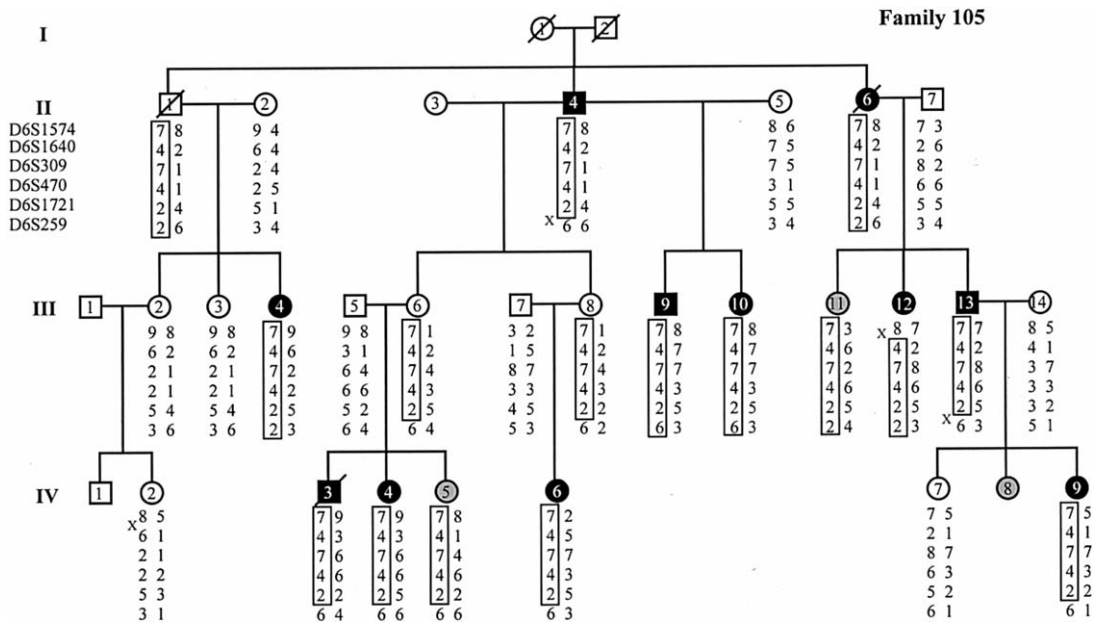 Family 105
I 1 2
II 1 2 3 4 5 6 7
D6S1574 7 8 9 4 7 8 8 6 7 8 7 3
D6S1640 4 2 6 4 4 2 7 5 4 2 2 6
D6S309 7 1 2 4 7 1 7 5 7 1 8 2
D6S470 4 1 2 5 4 1 3 1 4 1 6 6
D6S1721 2 4 5 1 2 4 5 5 2 4 5 5
D6S259 2 6 3 4 x 6 6 3 4 2 6 3 4
III 1 2 3 4 5 6 7 8 9 10 11 12 13 14
9 8 9 8 7 9 9 8 7 1 3 2 7 1 7 8 7 8 7 3 x 8 7 7 7 8 5
6 2 6 2 4 6 3 1 4 2 1 5 4 2 4 7 4 7 4 6 4 2 4 2 4 1
2 1 2 1 7 2 6 4 7 4 8 7 7 4 7 7 7 7 7 2 7 8 7 8 3 7
2 1 2 1 4 2 6 6 4 3 3 3 4 3 4 3 4 3 4 6 4 6 4 6 3 3
5 4 5 4 2 5 5 2 2 5 4 5 2 2 2 5 2 5 2 5 2 5 2 5 3 2
3 6 3 6 2 3 6 4 6 4 5 3 6 2 6 3 6 3 2 4 2 3 x 6 3 5 1
IV 1 2 3 4 5 6 7 8 9
x 8 5 7 9 7 9 7 8 7 2 7 5 7 5
6 1 4 3 4 3 4 1 4 5 2 1 4 1
2 1 7 6 7 6 7 4 7 7 8 7 7 7
2 2 4 6 4 6 4 6 4 3 6 3 4 3
5 3 2 2 2 5 2 2 2 5 5 2 2 2
3 1 6 4 6 6 6 6 6 3 6 1 6 1